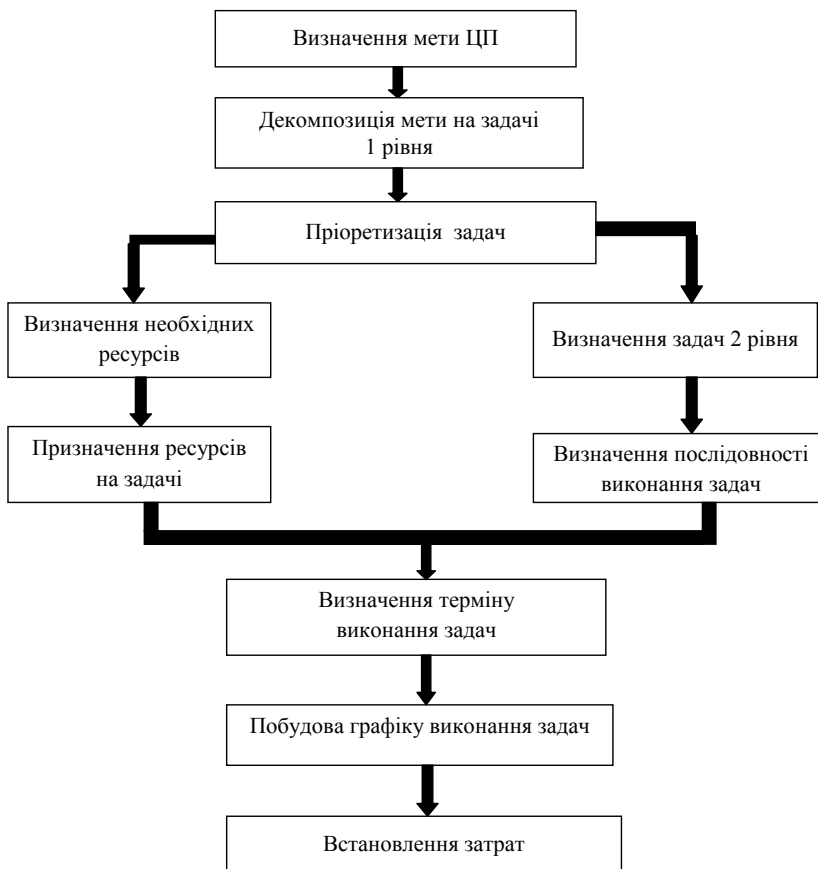 Визначення мети ЦП
Декомпозиція мети на задачі
1 рівня
Пріоретизація задач
Визначення необхідних
ресурсів
Визначення задач 2 рівня
Призначення ресурсів
на задачі
Визначення послідовності
виконання задач
Визначення терміну
виконання задач
Побудова графіку виконання задач
Встановлення затрат